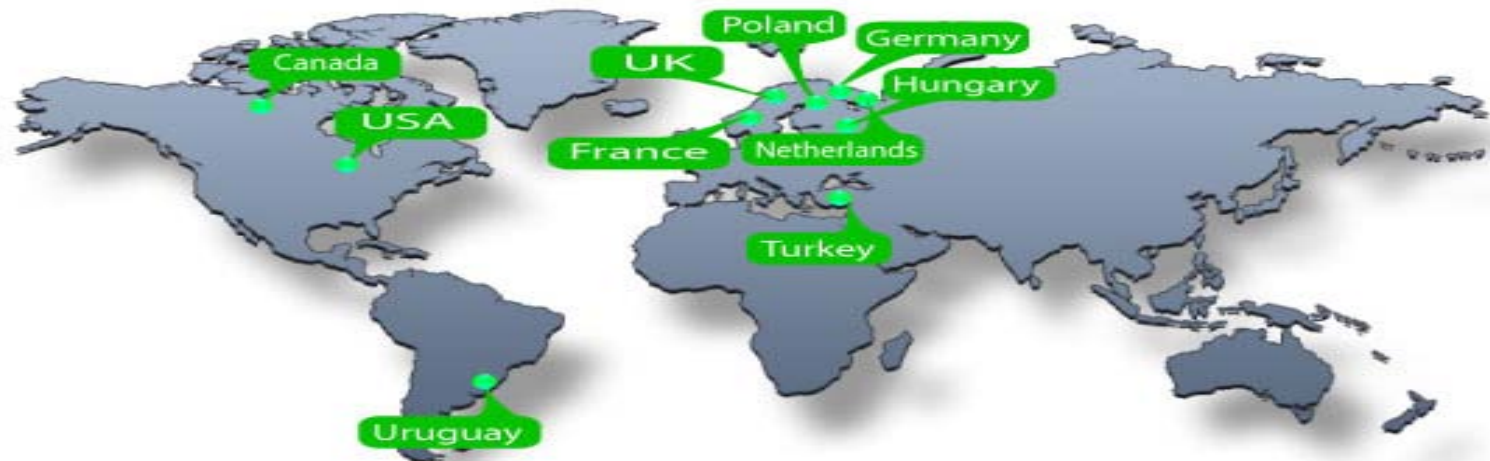 Poland
Germany
Canada
UK
Hungary
USA
France
Netherlands
Turkey
Uruguay